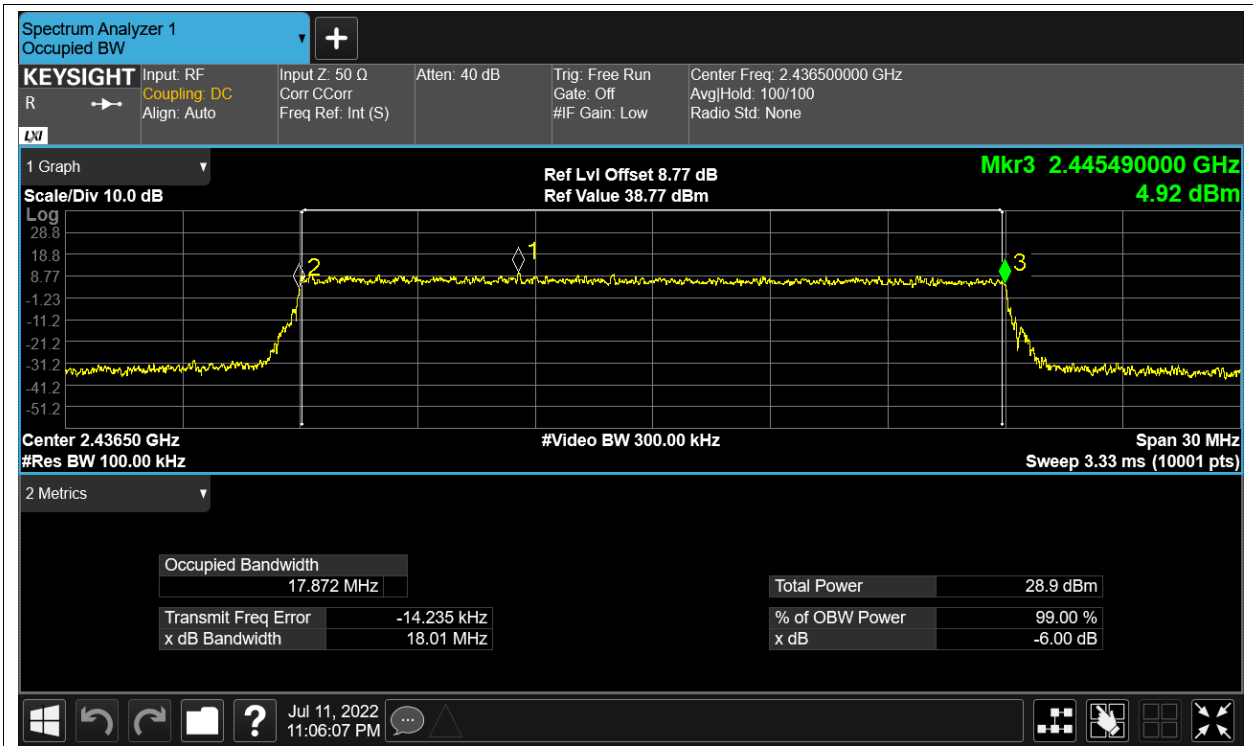 Spectrum Analyzer 1
Occupied BW
KEYSIGHT
R
LXI
Input: RF
Coupling: DC
Align: Auto
Input Z: 50 Ω
Corr CCorr
Freq Ref: Int (S)
Atten: 40 dB
Trig: Free Run
Gate: Off
#IF Gain: Low
Center Freq: 2.436500000 GHz
Avg|Hold: 100/100
Radio Std: None
1 Graph
Scale/Div 10.0 dB
Ref Lvl Offset 8.77 dB
Ref Value 38.77 dBm
Mkr3 2.445490000 GHz
4.92 dBm
Log
28.8
18.8
8.77
-1.23
-11.2
-21.2
-31.2
-41.2
-51.2
2
1
3
Center 2.43650 GHz
#Video BW 300.00 kHz
Span 30 MHz
#Res BW 100.00 kHz
Sweep 3.33 ms (10001 pts)
2 Metrics
Occupied Bandwidth
17.872 MHz
Total Power 28.9 dBm
Transmit Freq Error -14.235 kHz
% of OBW Power 99.00 %
x dB Bandwidth 18.01 MHz
x dB -6.00 dB
?
Jul 11, 2022
11:06:07 PM